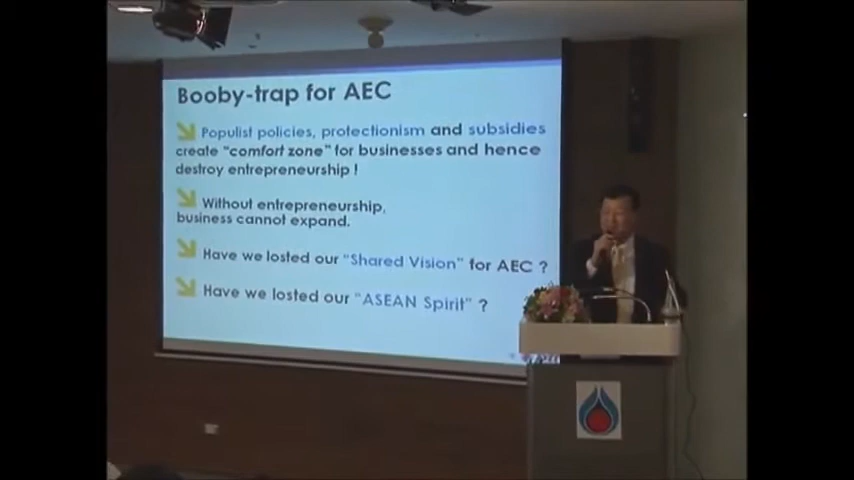 Booby-trap for AEC
Populist policies, protectionism and subsidies
create "comfort zone" for businesses and hence
destroy entrepreneurship !
Without entrepreneurship,
business cannot expand.
Have we losted our "Shared Vision" for AEC ?
Have we losted our "ASEAN Spirit" ?